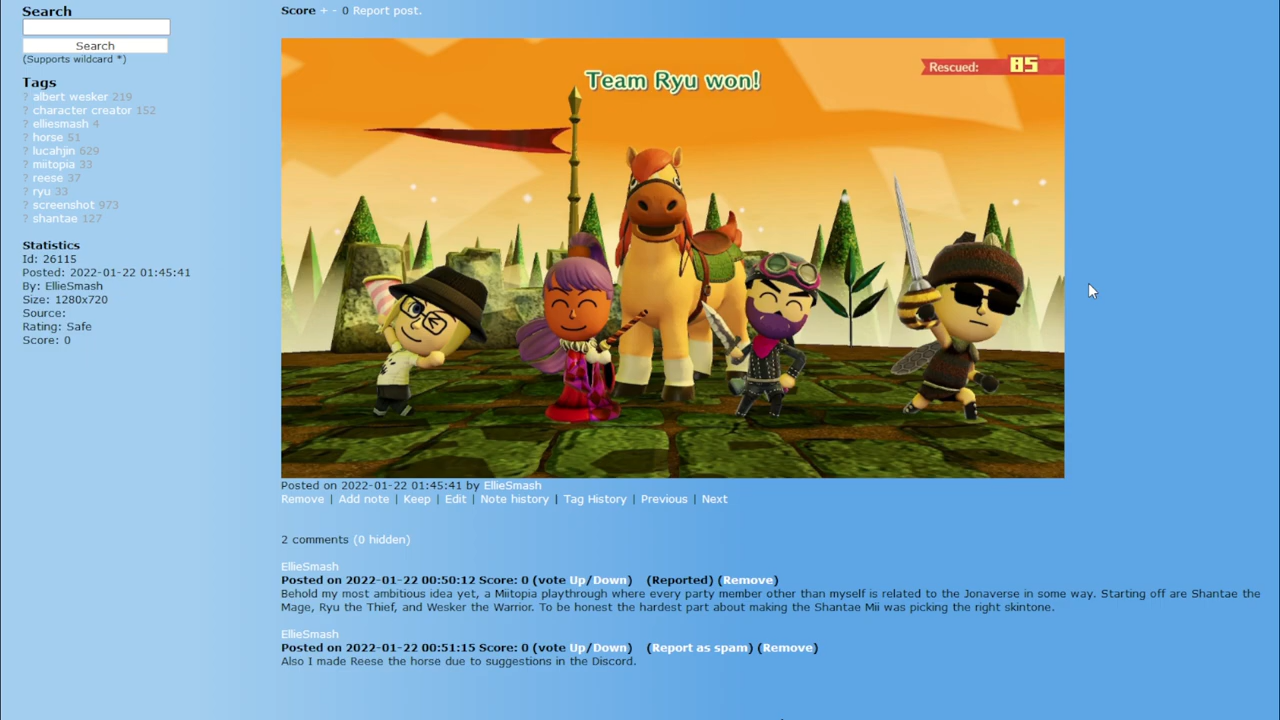 Search
Search
(Supports wildcard *)
Tags
? albert wesker 219
? character creator 152
? elliesmash 4
? horse 51
? lucahjin 629
? miitopia 33
? reese 37
? ryu 33
? screenshot 973
? shantae 127
Statistics
Id: 26115
Posted: 2022-01-22 01:45:41
By: EllieSmash
Size: 1280x720
Source:
Rating: Safe
Score: 0
Score + - 0 Report post.
Team Ryu won!
Rescued: 85
Posted on 2022-01-22 01:45:41 by EllieSmash
Remove | Add note | Keep | Edit | Note history | Tag History | Previous | Next
2 comments (0 hidden)
EllieSmash
Posted on 2022-01-22 00:50:12 Score: 0 (vote Up/Down) (Reported) (Remove)
Behold my most ambitious idea yet, a Miitopia playthrough where every party member other than myself is related to the Jonaverse in some way. Starting off are Shantae the
Mage, Ryu the Thief, and Wesker the Warrior. To be honest the hardest part about making the Shantae Mii was picking the right skintone.
EllieSmash
Posted on 2022-01-22 00:51:15 Score: 0 (vote Up/Down) (Report as spam) (Remove)
Also I made Reese the horse due to suggestions in the Discord.